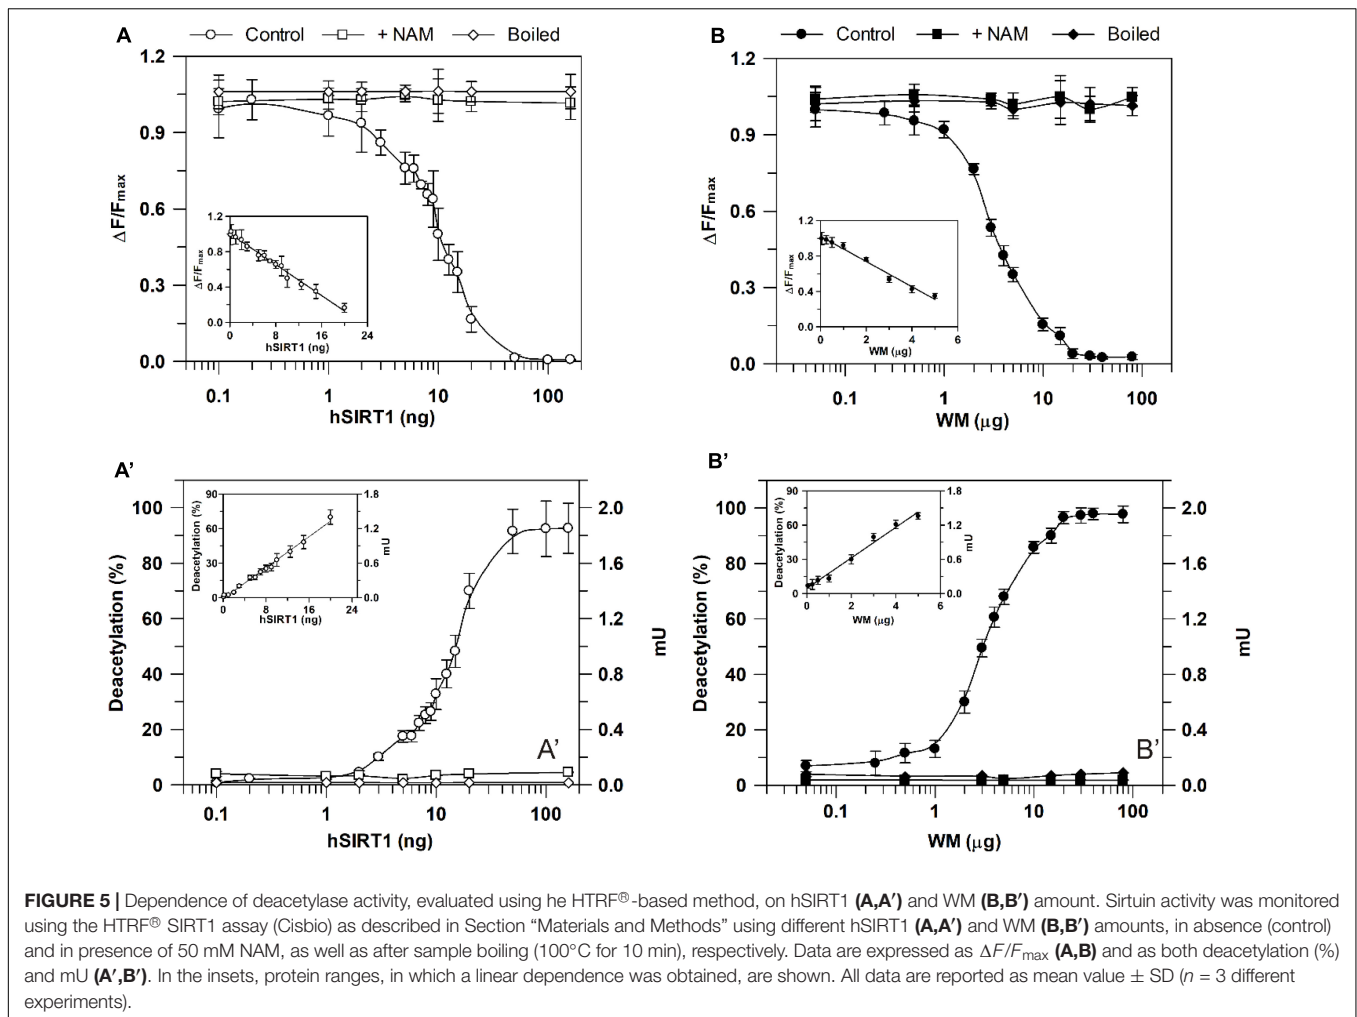 A
Control
+ NAM
Boiled
1.2
0.9
0.6
0.3
0.0
ΔF/Fmax
1.2
0.8
0.4
0.0
ΔF/Fmax
0 8 16 24
hSIRT1 (ng)
0.1 1 10 100
hSIRT1 (ng)
B
Control
+ NAM
Boiled
1.2
0.9
0.6
0.3
0.0
ΔF/Fmax
1.2
0.8
0.4
0.0
ΔF/Fmax
0 2 4 6
WM (μg)
0.1 1 10 100
WM (μg)
A’
100
80
60
40
20
0
Deacetylation (%)
2.0
1.6
1.2
0.8
0.4
0.0
mU
90
60
30
0
Deacetylation (%)
1.8
1.2
0.6
0.0
mU
0 8 16 24
hSIRT1 (ng)
A’
0.1 1 10 100
hSIRT1 (ng)
B’
100
80
60
40
20
0
Deacetylation (%)
2.0
1.6
1.2
0.8
0.4
0.0
mU
90
60
30
0
Deacetylation (%)
1.8
1.2
0.6
0.0
mU
0 2 4 6
WM (μg)
B’
0.1 1 10 100
WM (μg)
FIGURE 5 | Dependence of deacetylase activity, evaluated using he HTRF®-based method, on hSIRT1 (A,A′) and WM (B,B′) amount. Sirtuin activity was monitored
using the HTRF® SIRT1 assay (Cisbio) as described in Section “Materials and Methods” using different hSIRT1 (A,A′) and WM (B,B′) amounts, in absence (control)
and in presence of 50 mM NAM, as well as after sample boiling (100°C for 10 min), respectively. Data are expressed as ΔF/Fmax (A,B) and as both deacetylation (%)
and mU (A′,B′). In the insets, protein ranges, in which a linear dependence was obtained, are shown. All data are reported as mean value ± SD (n = 3 different
experiments).